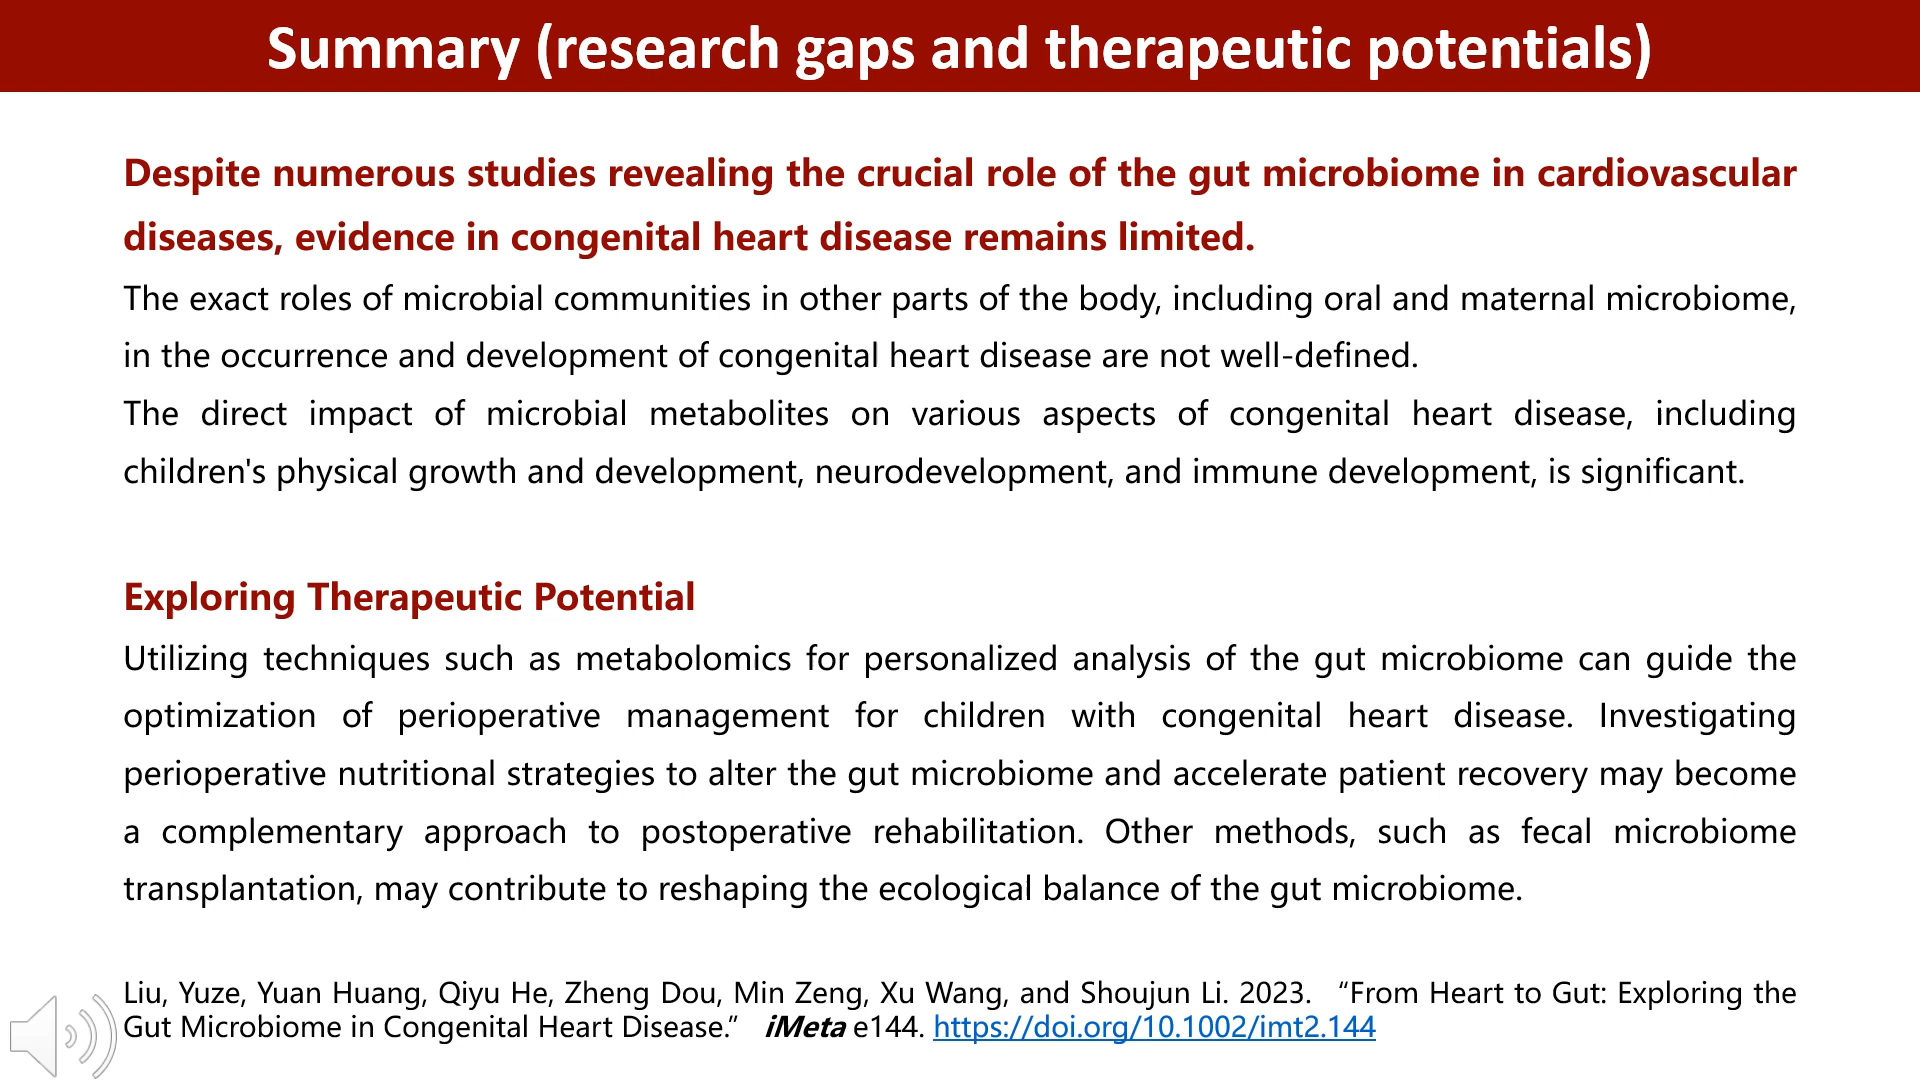 Summary (research gaps and therapeutic potentials)
Despite numerous studies revealing the crucial role of the gut microbiome in cardiovascular
diseases, evidence in congenital heart disease remains limited.
The exact roles of microbial communities in other parts of the body, including oral and maternal microbiome,
in the occurrence and development of congenital heart disease are not well-defined.
The direct impact of microbial metabolites on various aspects of congenital heart disease, including
children's physical growth and development, neurodevelopment, and immune development, is significant.
Exploring Therapeutic Potential
Utilizing techniques such as metabolomics for personalized analysis of the gut microbiome can guide the
optimization of perioperative management for children with congenital heart disease. Investigating
perioperative nutritional strategies to alter the gut microbiome and accelerate patient recovery may become
a complementary approach to postoperative rehabilitation. Other methods, such as fecal microbiome
transplantation, may contribute to reshaping the ecological balance of the gut microbiome.
Liu, Yuze, Yuan Huang, Qiyu He, Zheng Dou, Min Zeng, Xu Wang, and Shoujun Li. 2023. “From Heart to Gut: Exploring the
Gut Microbiome in Congenital Heart Disease.” iMeta e144. https://doi.org/10.1002/imt2.144